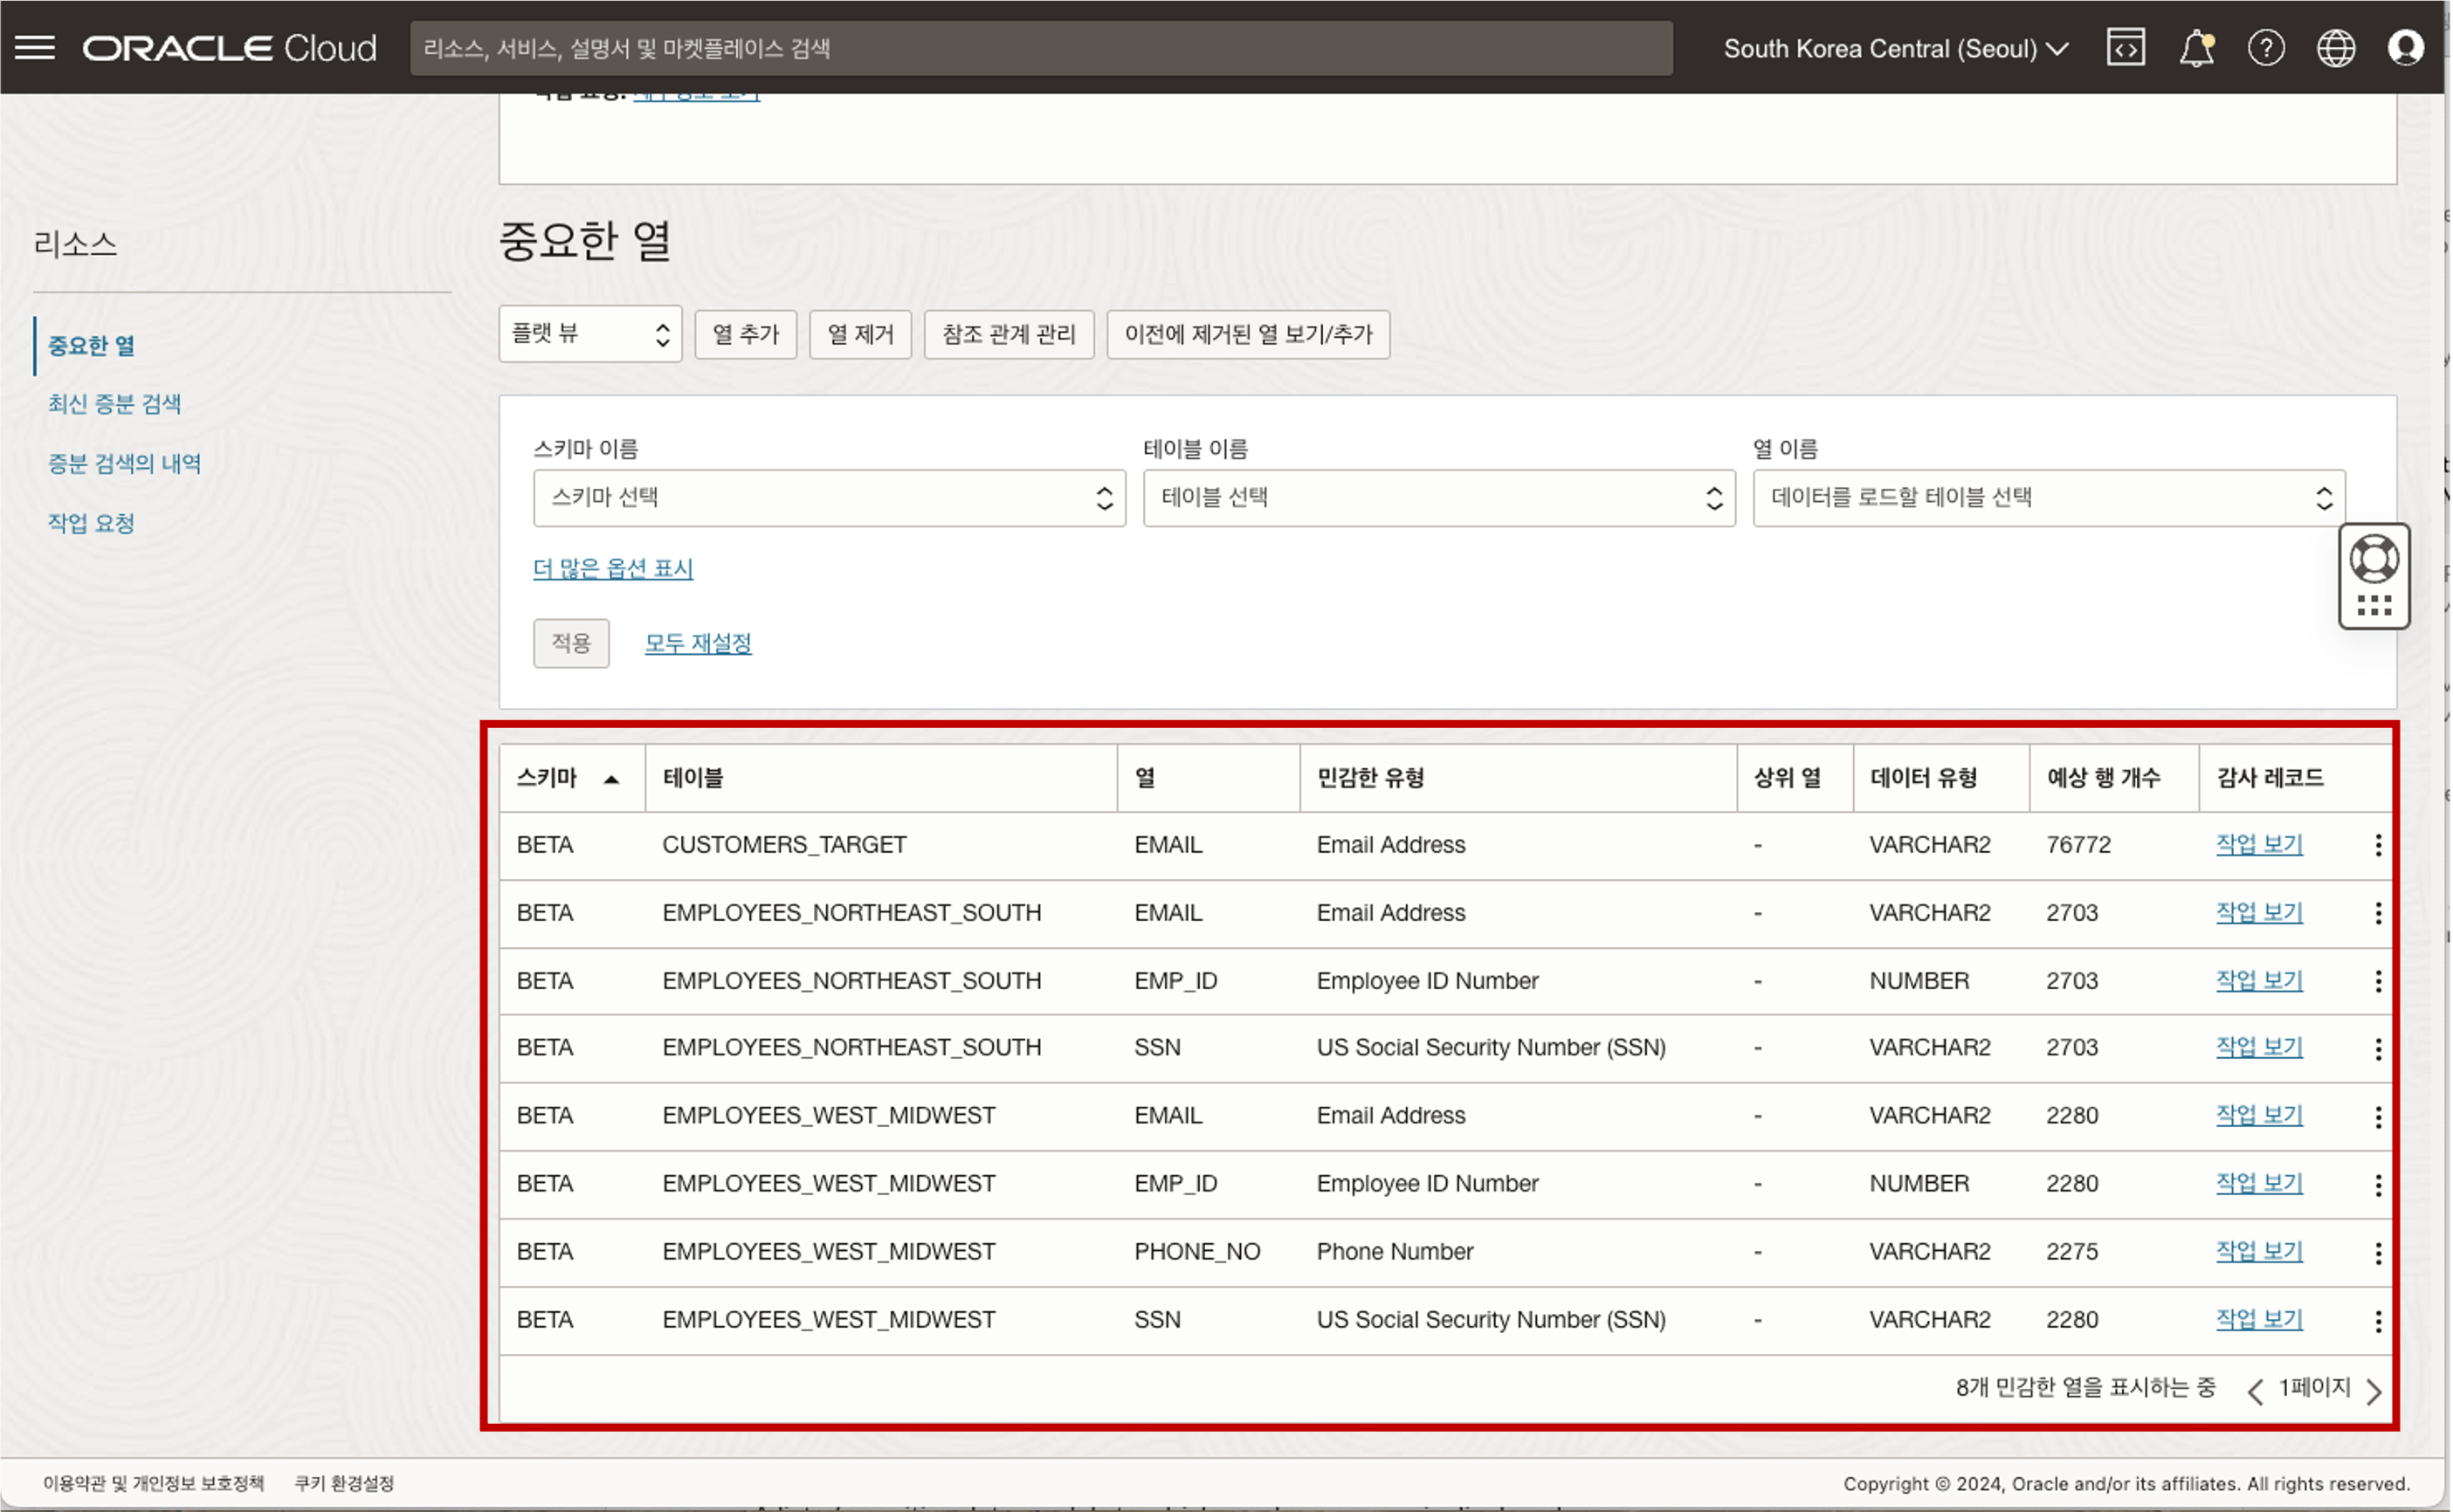 ORACLE Cloud
리소스, 서비스, 설명서 및 마켓플레이스 검색
South Korea Central (Seoul)
리소스
중요한 열
최신 증분 검색
증분 검색의 내역
작업 요청
중요한 열
플랫 뷰 열 추가 열 제거 참조 관계 관리 이전에 제거된 열 보기/추가
스키마 이름 테이블 이름 열 이름
스키마 선택 테이블 선택 데이터를 로드할 테이블 선택
더 많은 옵션 표시
적용 모두 재설정
스키마 테이블 열 민감한 유형 상위 열 데이터 유형 예상 행 개수 감사 레코드
BETA CUSTOMERS_TARGET EMAIL Email Address - VARCHAR2 76772 작업 보기
BETA EMPLOYEES_NORTHEAST_SOUTH EMAIL Email Address - VARCHAR2 2703 작업 보기
BETA EMPLOYEES_NORTHEAST_SOUTH EMP_ID Employee ID Number - NUMBER 2703 작업 보기
BETA EMPLOYEES_NORTHEAST_SOUTH SSN US Social Security Number (SSN) - VARCHAR2 2703 작업 보기
BETA EMPLOYEES_WEST_MIDWEST EMAIL Email Address - VARCHAR2 2280 작업 보기
BETA EMPLOYEES_WEST_MIDWEST EMP_ID Employee ID Number - NUMBER 2280 작업 보기
BETA EMPLOYEES_WEST_MIDWEST PHONE_NO Phone Number - VARCHAR2 2275 작업 보기
BETA EMPLOYEES_WEST_MIDWEST SSN US Social Security Number (SSN) - VARCHAR2 2280 작업 보기
8개 민감한 열을 표시하는 중 1페이지
이용약관 및 개인정보 보호정책 쿠키 환경설정 Copyright © 2024, Oracle and/or its affiliates. All rights reserved.